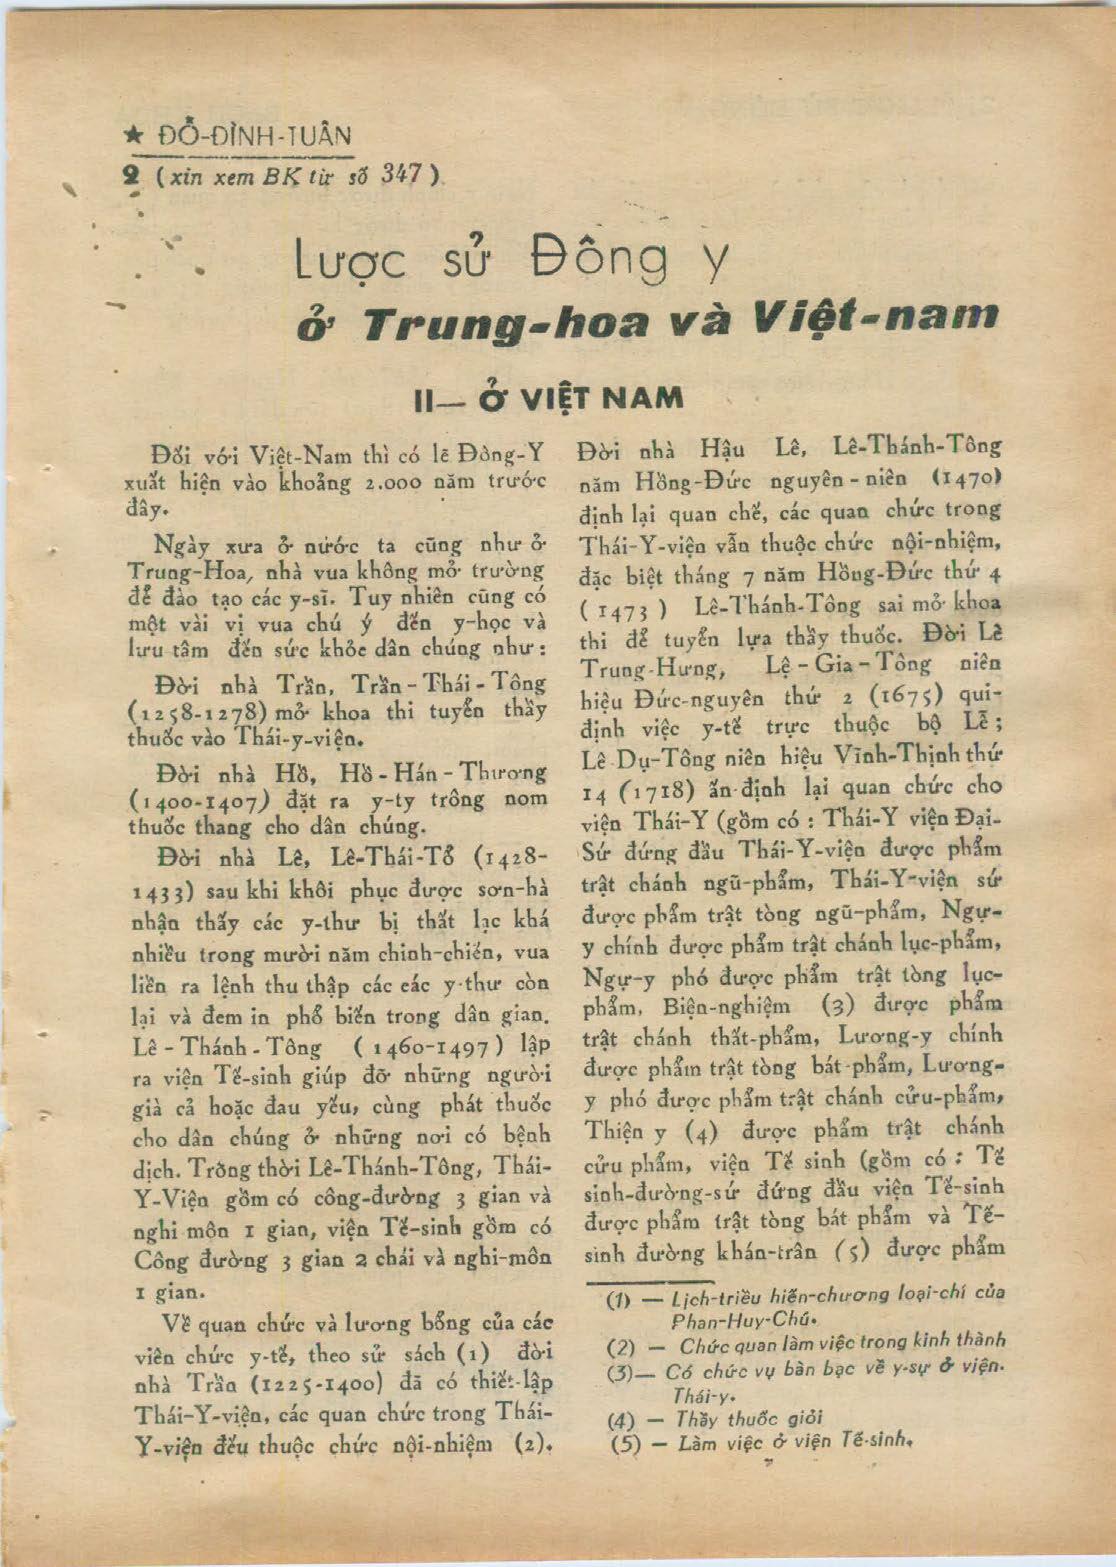 ★ ĐỖ-ĐÌNH-TUÂN
2 (xin xem BK từ số 347)
Lược sử Đông y
ở Trung-hoa và Việt-nam
II— Ở VIỆT NAM
Đối với Việt-Nam thì có lẽ Đông-Y
xuất hiện vào khoảng 2.000 năm trước
đây.
Ngày xưa ở nước ta cũng như ở
Trung-Hoa, nhà vua không mở trường
để đào tạo các y-sĩ. Tuy nhiên cũng có
một vài vị vua chú ý đến y-học và
lưu tâm đến sức khỏe dân chúng như :
Đời nhà Trần, Trần-Thái-Tông
(1258-1278) mở khoa thi tuyển thầy
thuốc vào Thái-y-viện.
Đời nhà Hồ, Hồ-Hán-Thương
(1400-1407) đặt ra y-ty trông nom
thuốc thang cho dân chúng.
Đời nhà Lê, Lê-Thái-Tổ (1428-
1433) sau khi khôi phục được sơn-hà
nhận thấy các y-thư bị thất lạc khá
nhiều trong mười năm chinh-chiến, vua
liền ra lệnh thu thập các các y-thư còn
lại và đem in phổ biến trong dân gian.
Lê-Thánh-Tông (1460-1497) lập
ra viện Tế-sinh giúp đỡ những người
già cả hoặc đau yếu, cùng phát thuốc
cho dân chúng ở những nơi có bệnh
dịch. Trong thời Lê-Thánh-Tông, Thái-
Y-Viện gồm có công-đường 3 gian và
nghi môn 1 gian, viện Tế-sinh gồm có
Công đường 3 gian 2 chái và nghi-môn
1 gian.
Về quan chức và lương bổng của các
viên chức y-tế, theo sử sách (1) đời
nhà Trần (1225-1400) đã có thiết-lập
Thái-Y-viện, các quan chức trong Thái-
Y-viện đều thuộc chức nội-nhiệm (2).
Đời nhà Hậu Lê, Lê-Thánh-Tông
năm Hồng-Đức nguyên-niên (1470)
định lại quan chế, các quan chức trong
Thái-Y-viện vẫn thuộc chức nội-nhiệm,
đặc biệt tháng 7 năm Hồng-Đức thứ 4
(1473) Lê-Thánh-Tông sai mở khoa
thi để tuyển lựa thầy thuốc. Đời Lê
Trung-Hưng, Lệ-Gia-Tông niên
hiệu Đức-nguyên thứ 2 (1675) qui-
định việc y-tế trực thuộc bộ Lễ ;
Lê Dụ-Tông niên hiệu Vĩnh-Thịnh thứ
14 (1718) ấn-định lại quan chức cho
viện Thái-Y (gồm có : Thái-Y viện Đại-
Sứ đứng đầu Thái-Y-viện được phẩm
trật chánh ngũ-phẩm, Thái-Y-viện sứ
được phẩm trật tòng ngũ-phẩm, Ngự-
y chính được phẩm trật chánh lục-phẩm,
Ngự-y phó được phẩm trật tòng lục-
phẩm, Biện-nghiệm (3) được phẩm
trật chánh thất-phẩm, Lương-y chính
được phẩm trật tòng bát-phẩm, Lương-
y phó được phẩm trật chánh cửu-phẩm,
Thiện y (4) được phẩm trật chánh
cửu phẩm, viện Tế sinh (gồm có : Tế
sinh-đường-sứ đứng đầu viện Tế-sinh
được phẩm trật tòng bát phẩm và Tế-
sinh đường khán-trân (5) được phẩm
(1) — Lịch-triều hiến-chương loại-chí của
Phan-Huy-Chú.
(2) — Chức quan làm việc trong kinh thành
(3)— Có chức vụ bàn bạc về y-sự ở viện.
Thái-y.
(4) — Thầy thuốc giỏi
(5) — Làm việc ở viện Tế-sinh.